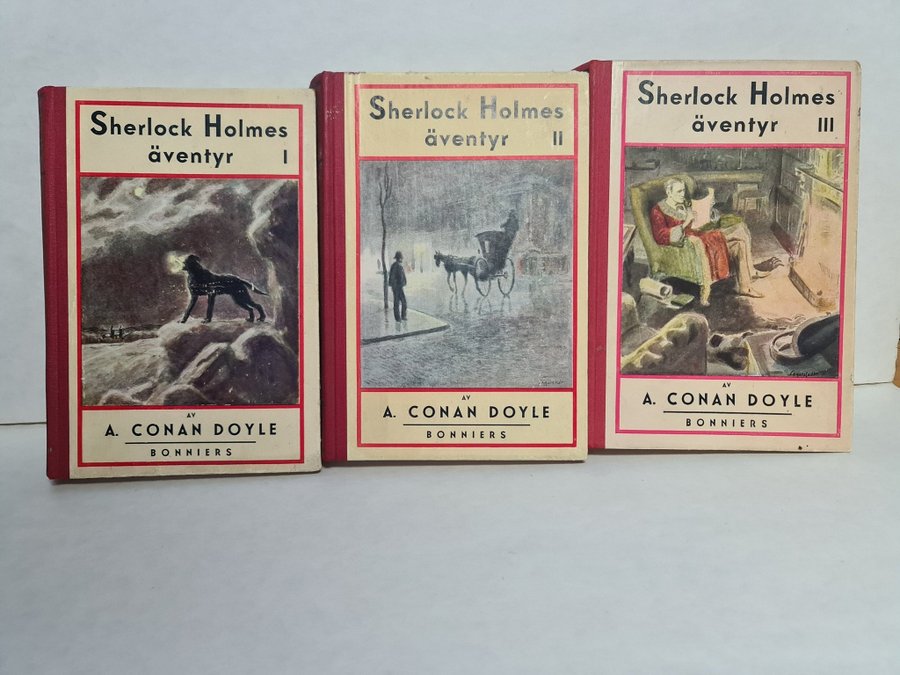 Sherlock Holmes
äventyr I
AV
A. CONAN DOYLE
BONNIERS
Sherlock Holmes
äventyr II
AV
A. CONAN DOYLE
BONNIERS
Sherlock Holmes
äventyr III
AV
A. CONAN DOYLE
BONNIERS